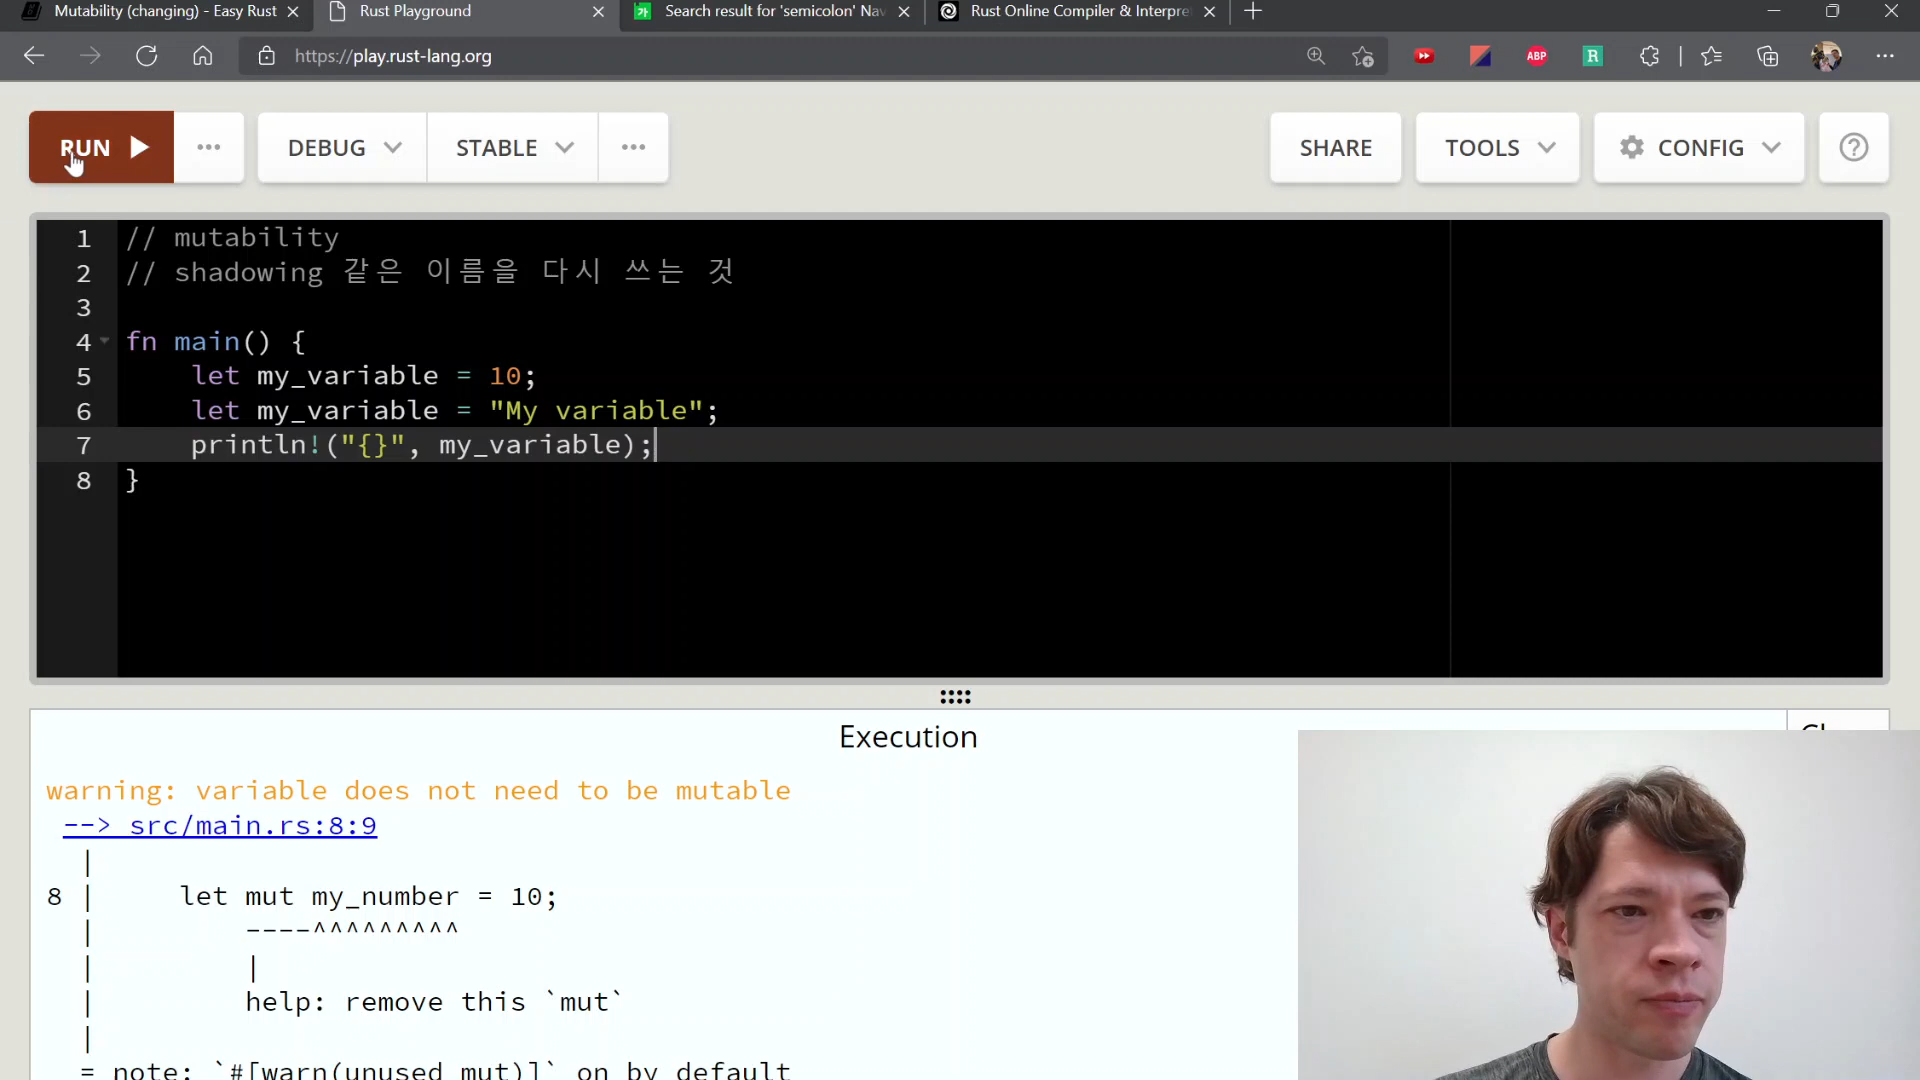 Mutability (changing) - Easy Rust
Rust Playground
Search result for 'semicolon' Nav
Rust Online Compiler & Interpre
https://play.rust-lang.org
ABP
R
RUN
DEBUG
STABLE
SHARE
TOOLS
CONFIG
1 // mutability
2 // shadowing 같은 이름을 다시 쓰는 것
3
4 fn main() {
5 let my_variable = 10;
6 let my_variable = "My variable";
7 println!("{}", my_variable);
8 }
Execution
warning: variable does not need to be mutable
--> src/main.rs:8:9
|
8 | let mut my_number = 10;
| ----^^^^^^^^^
| |
| help: remove this `mut`
|
= note: `#[warn(unused_mut)]` on by default